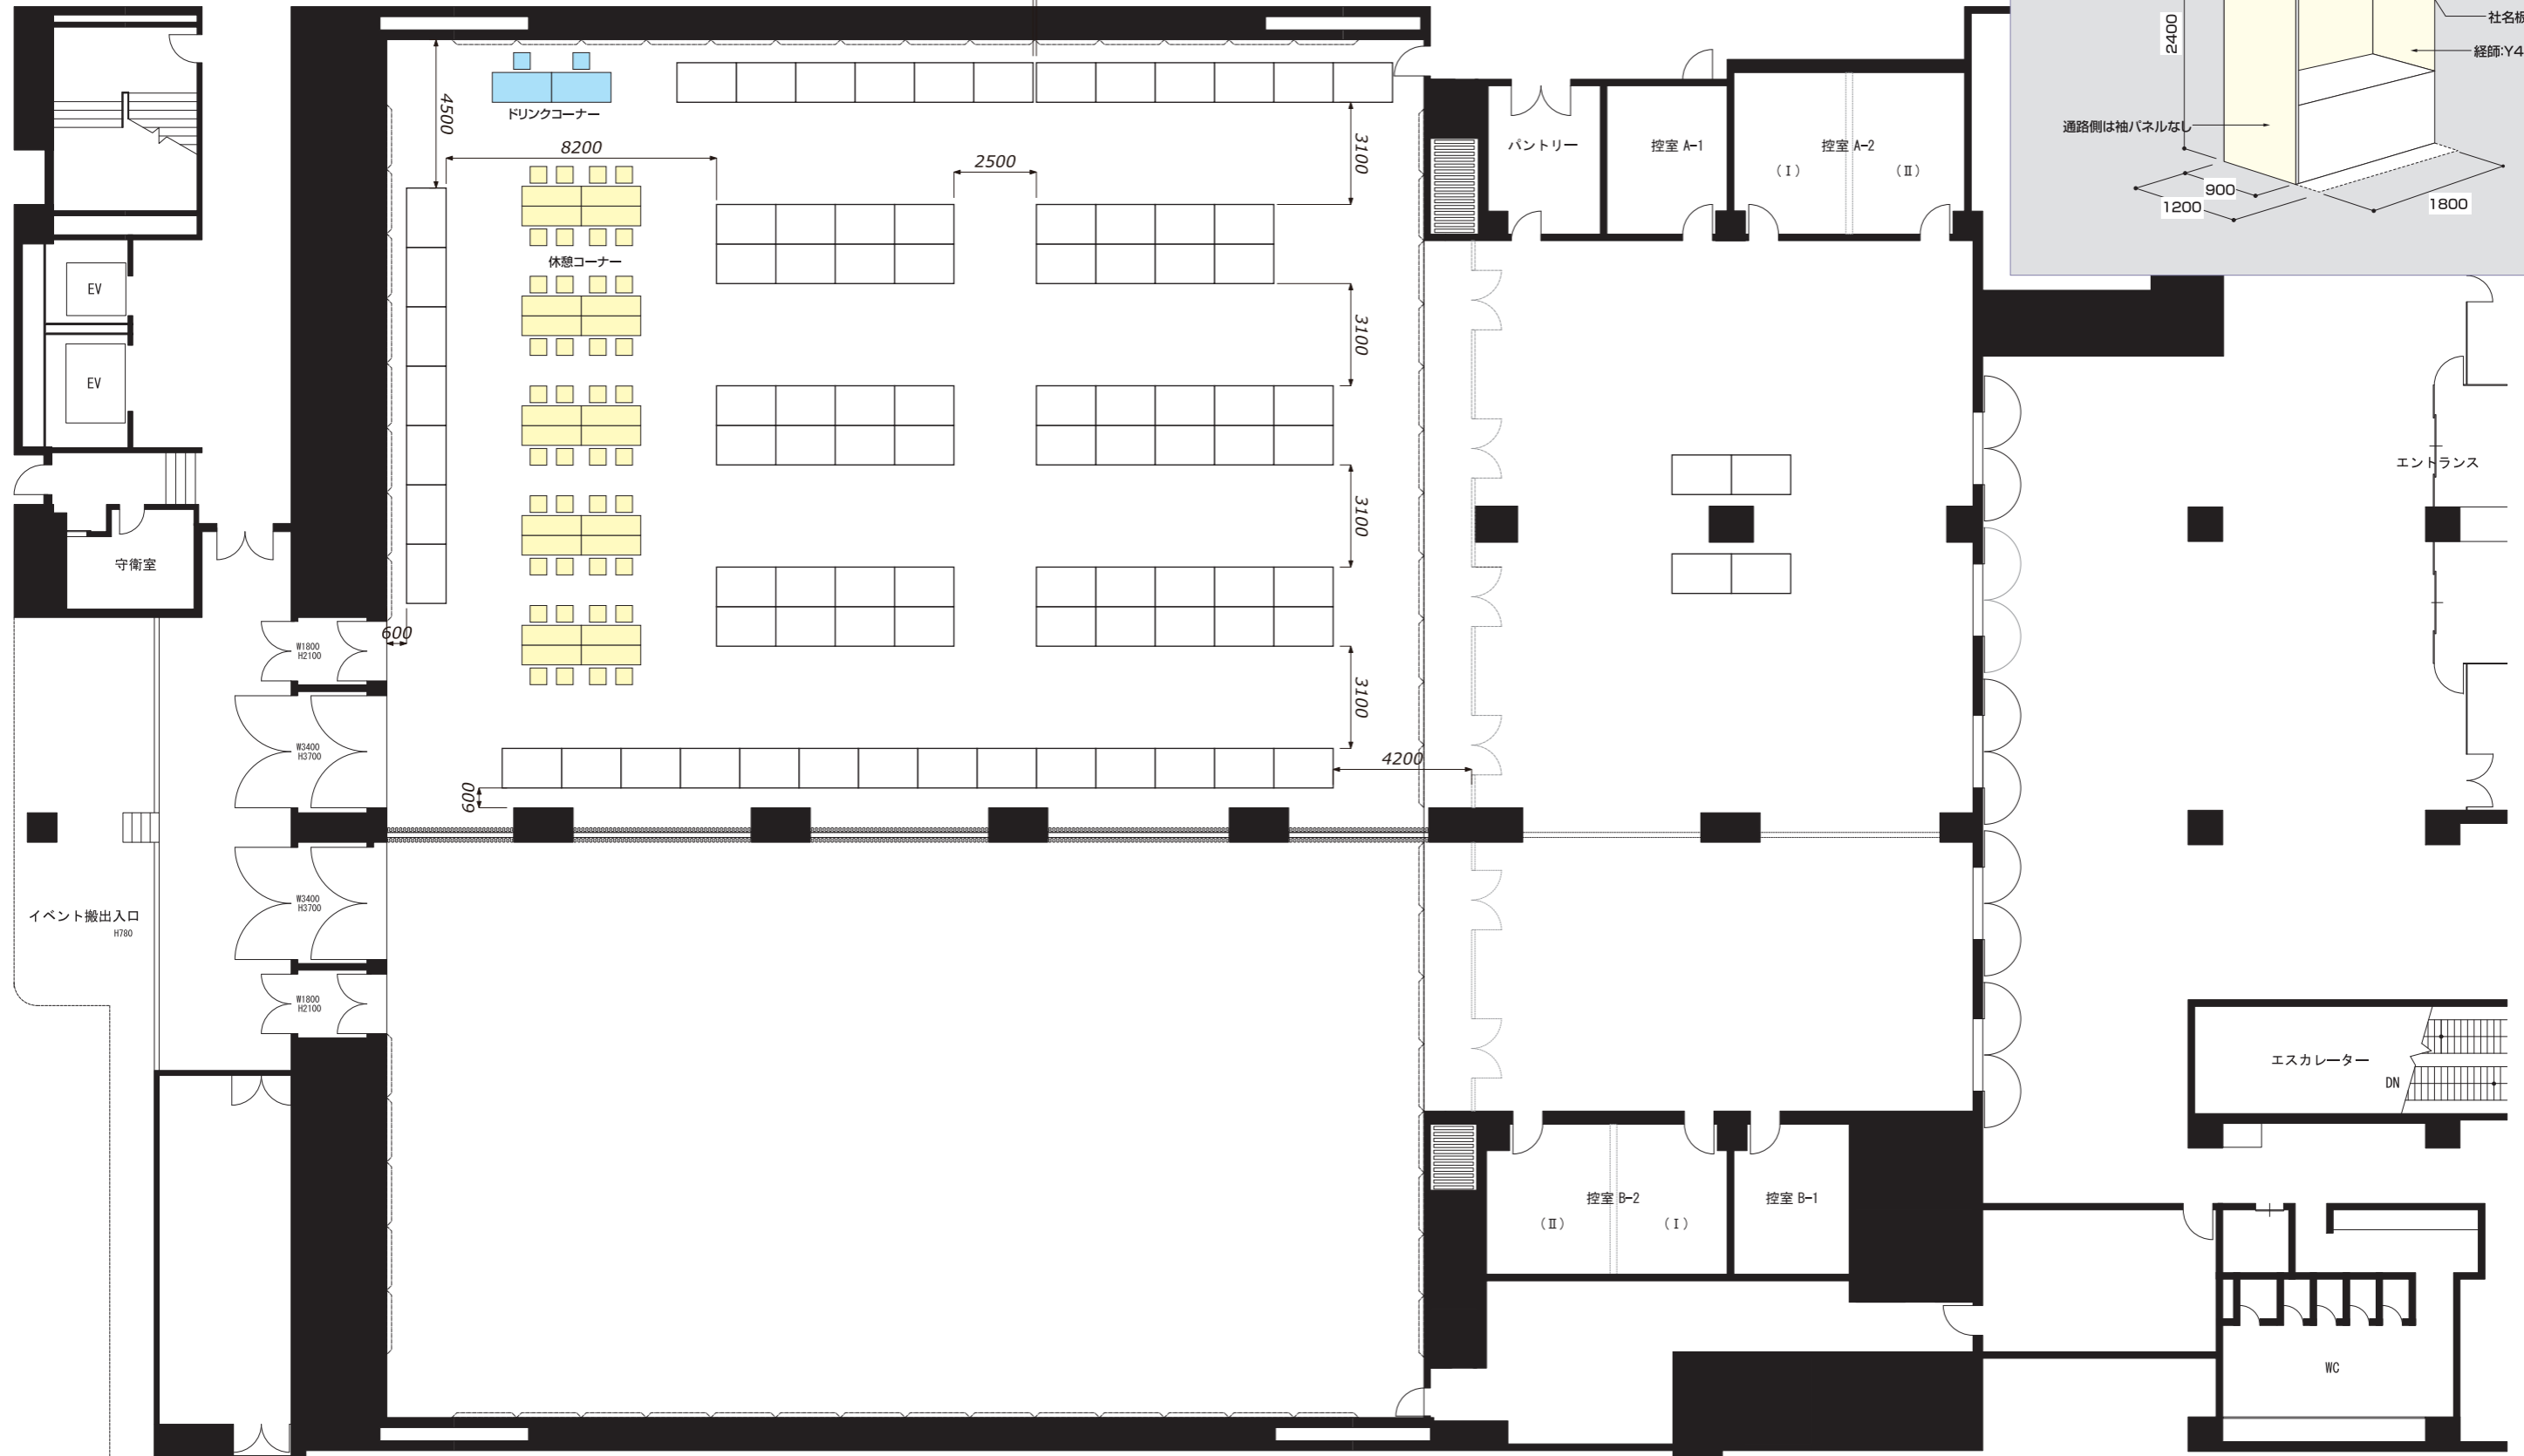 2400
社名板
経師:Y4
通路側は袖パネルなし
900
1200
1800
ドリンクコーナー
4500
8200
2500
3100
休憩コーナー
3100
3100
3100
600
600
4200
パントリー
控室 A-1
控室 A-2
(Ⅰ)
(Ⅱ)
EV
EV
守衛室
エントランス
W1800
H2100
W3400
H3700
W3400
H3700
W1800
H2100
イベント搬出入口
H780
エスカレーター
DN
控室 B-2
(Ⅱ)
(Ⅰ)
控室 B-1
WC